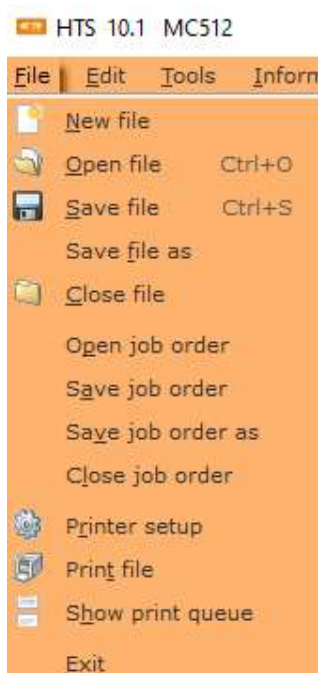 HTS 10.1 MC512
File Edit Tools Inform
New file
Open file Ctrl+O
Save file Ctrl+S
Save file as
Close file
Open job order
Save job order
Save job order as
Close job order
Printer setup
Print file
Show print queue
Exit